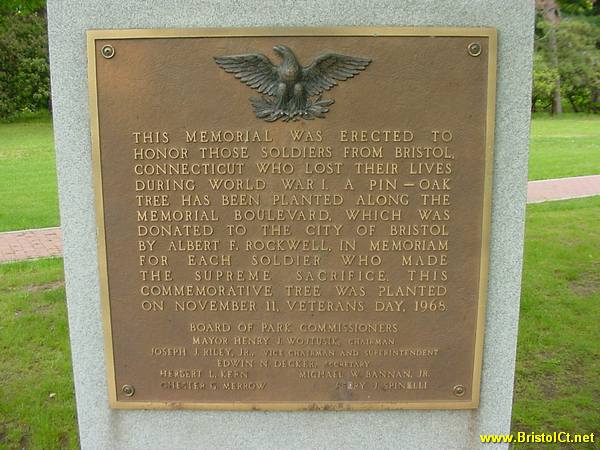 THIS MEMORIAL WAS ERECTED TO
HONOR THOSE SOLDIERS FROM BRISTOL,
CONNECTICUT WHO LOST THEIR LIVES
DURING WORLD WAR I. A PIN-OAK
TREE HAS BEEN PLANTED ALONG THE
MEMORIAL BOULEVARD, WHICH WAS
DONATED TO THE CITY OF BRISTOL
BY ALBERT F. ROCKWELL, IN MEMORIAM
FOR EACH SOLDIER WHO MADE
THE SUPREME SACRIFICE. THIS
COMMEMORATIVE TREE WAS PLANTED
ON NOVEMBER 11, VETERANS DAY, 1968.
BOARD OF PARK COMMISSIONERS
MAYOR HENRY J. WOJTUSIK, CHAIRMAN
JOSEPH J. RILEY, JR., VICE CHAIRMAN AND SUPERINTENDENT
EDWIN N. DECKER, SECRETARY
HERBERT L. KERN MICHAEL W. BANNAN, JR.
CHESTER G. MERROW J. SPINELLI
www.BristolCt.net